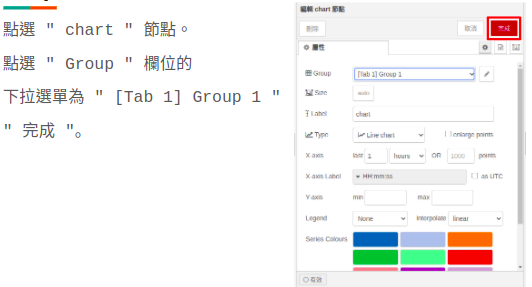 點選 " chart " 節點。
點選 " Group " 欄位的
下拉選單為 " [Tab 1] Group 1 "
" 完成 "。
編輯 chart 節點
刪除 取消 完成
屬性
Group [Tab 1] Group 1
Size auto
Label chart
Type Line chart enlarge points
X-axis last 1 hours OR 1000 points
X-axis Label HH:mm:ss as UTC
Y-axis min max
Legend None Interpolate linear
Series Colours
有效